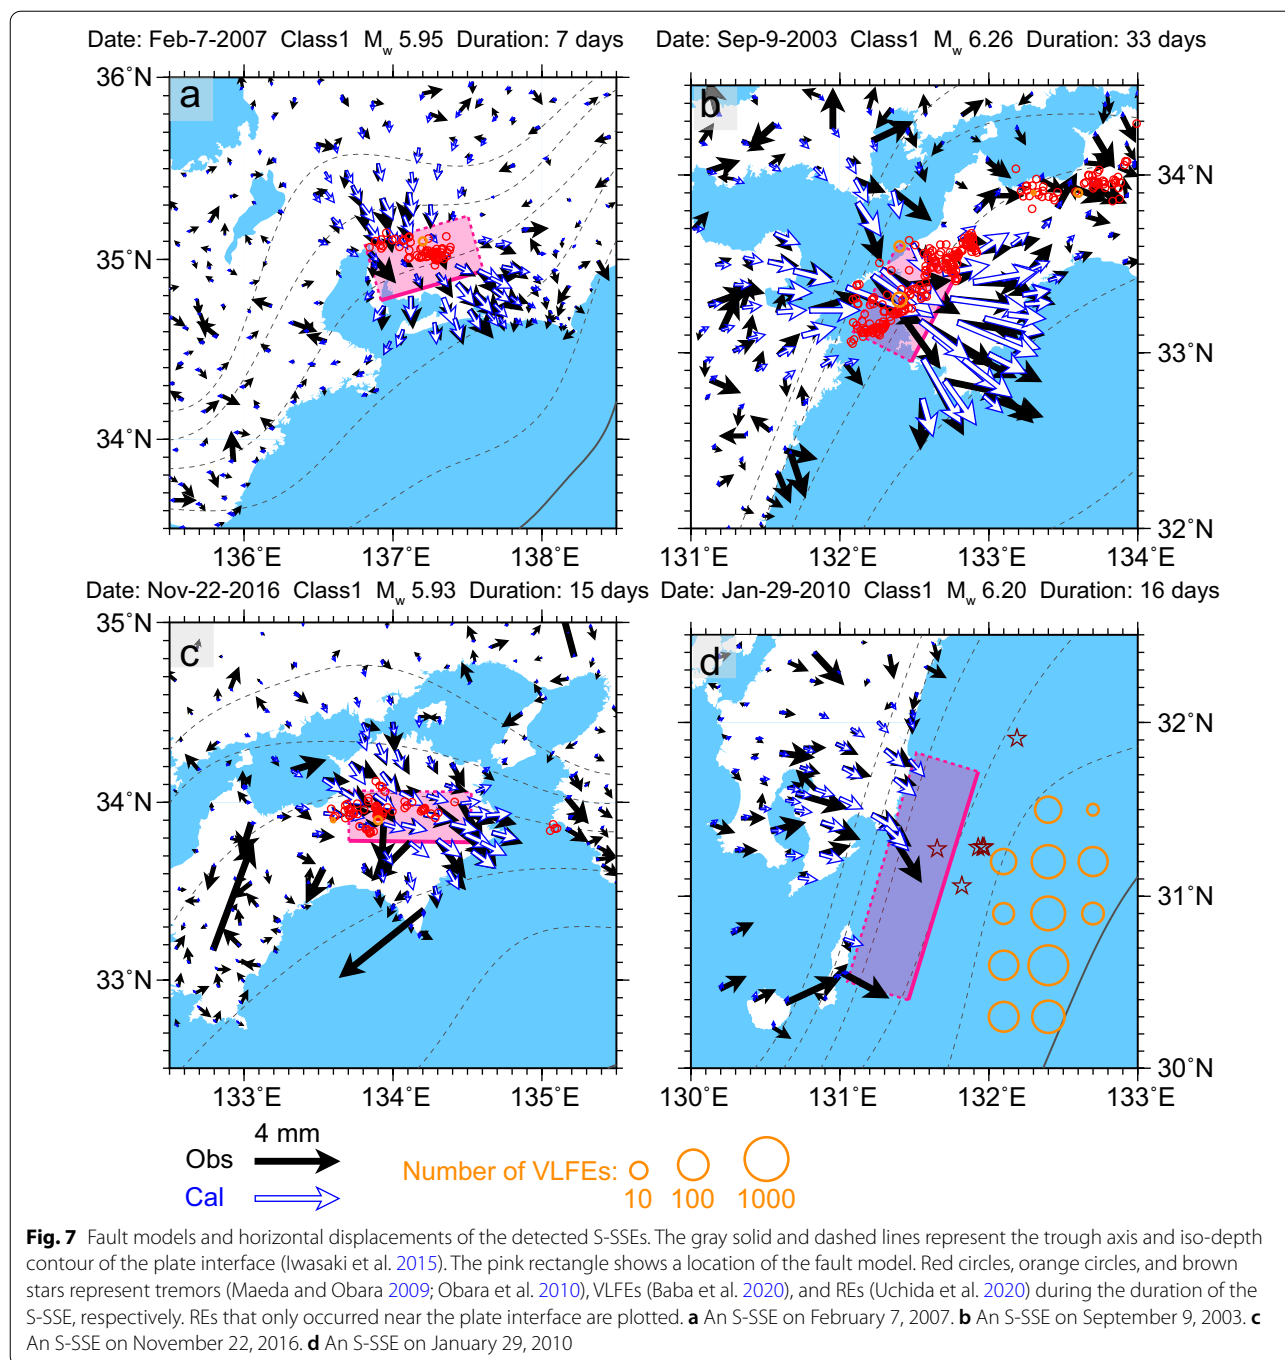 Date: Feb-7-2007 Class1 Mw 5.95 Duration: 7 days
Date: Sep-9-2003 Class1 Mw 6.26 Duration: 33 days
a
36˚N
35˚N
34˚N
136˚E 137˚E 138˚E
b
34˚N
33˚N
32˚N
131˚E 132˚E 133˚E 134˚E
Date: Nov-22-2016 Class1 Mw 5.93 Duration: 15 days
Date: Jan-29-2010 Class1 Mw 6.20 Duration: 16 days
c
35˚N
34˚N
33˚N
133˚E 134˚E 135˚E
d
32˚N
31˚N
30˚N
130˚E 131˚E 132˚E 133˚E
4 mm
Obs
Cal
Number of VLFEs:
10 100 1000
Fig. 7 Fault models and horizontal displacements of the detected S-SSEs. The gray solid and dashed lines represent the trough axis and iso-depth
contour of the plate interface (Iwasaki et al. 2015). The pink rectangle shows a location of the fault model. Red circles, orange circles, and brown
stars represent tremors (Maeda and Obara 2009; Obara et al. 2010), VLFEs (Baba et al. 2020), and REs (Uchida et al. 2020) during the duration of the
S-SSE, respectively. REs that only occurred near the plate interface are plotted. a An S-SSE on February 7, 2007. b An S-SSE on September 9, 2003. c
An S-SSE on November 22, 2016. d An S-SSE on January 29, 2010